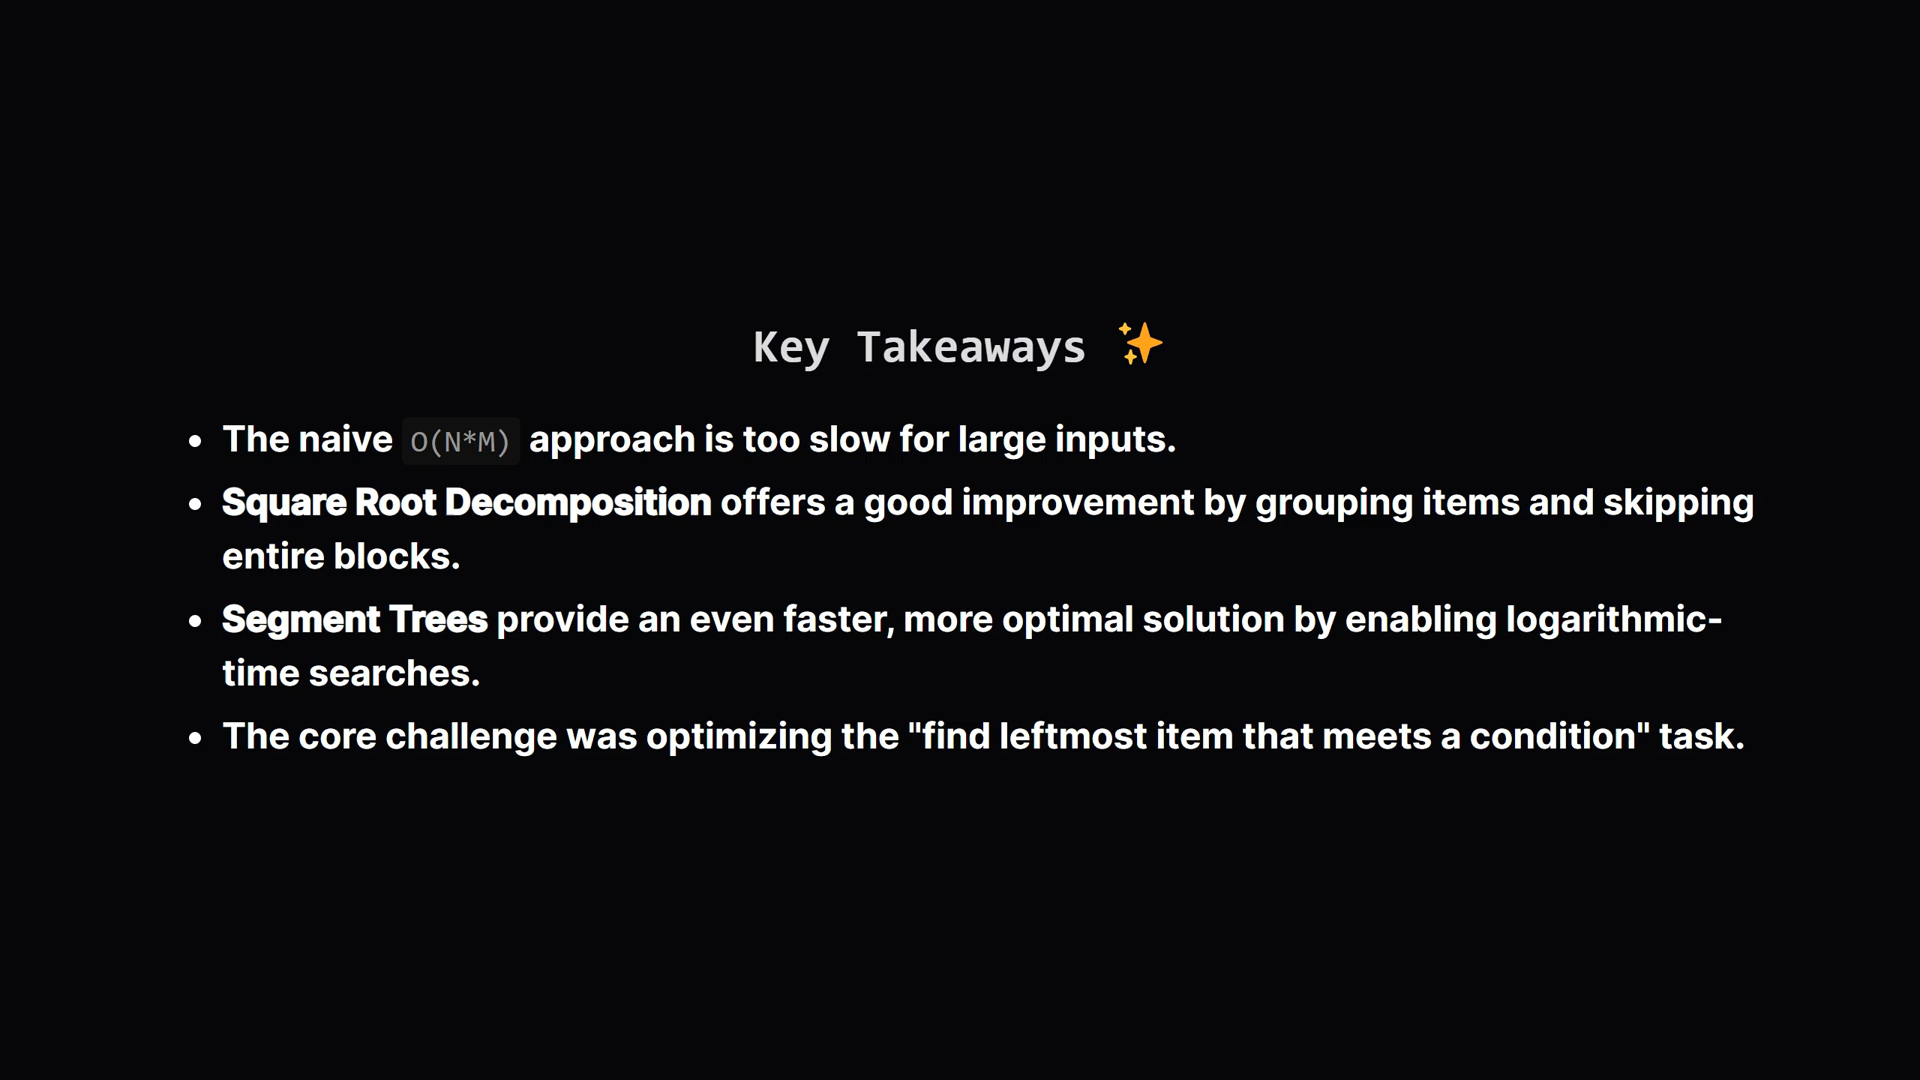 Key Takeaways ✨
• The naive O(N*M) approach is too slow for large inputs.
• Square Root Decomposition offers a good improvement by grouping items and skipping
entire blocks.
• Segment Trees provide an even faster, more optimal solution by enabling logarithmic-
time searches.
• The core challenge was optimizing the "find leftmost item that meets a condition" task.